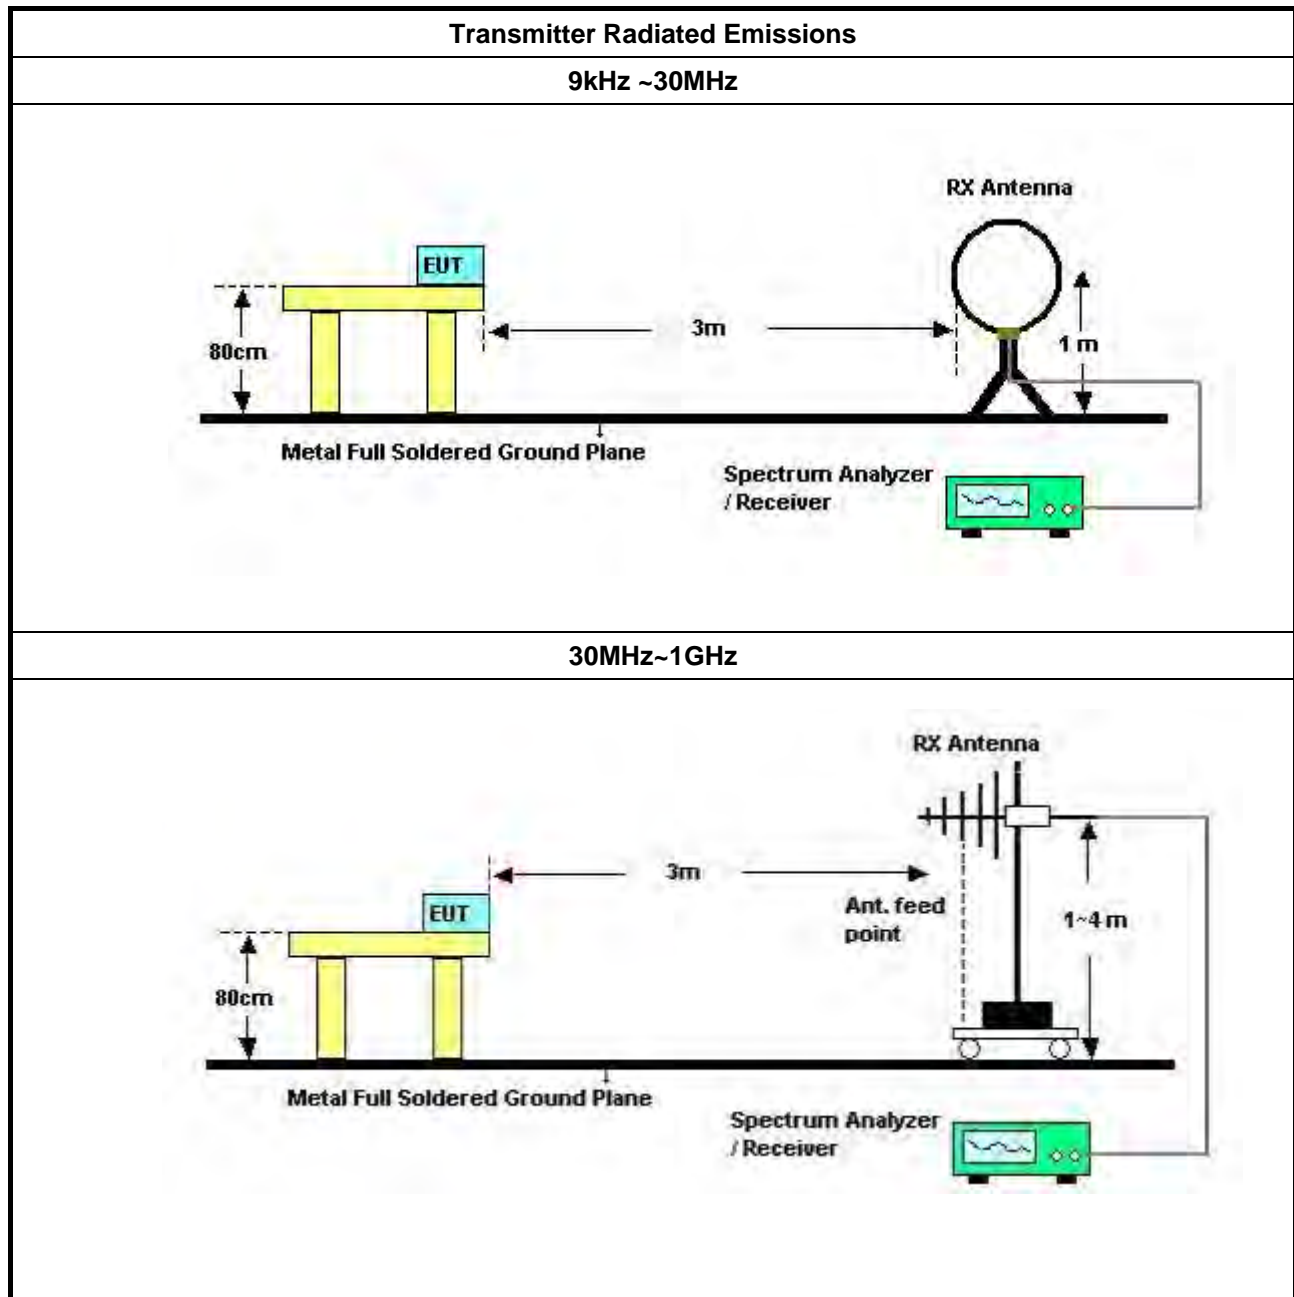 Transmitter Radiated Emissions
9kHz ~30MHz
RX Antenna
EUT
3m
80cm
1 m
Metal Full Soldered Ground Plane
Spectrum Analyzer
/ Receiver
30MHz~1GHz
RX Antenna
3m
EUT
Ant. feed
point
1~4 m
80cm
Metal Full Soldered Ground Plane
Spectrum Analyzer
/ Receiver